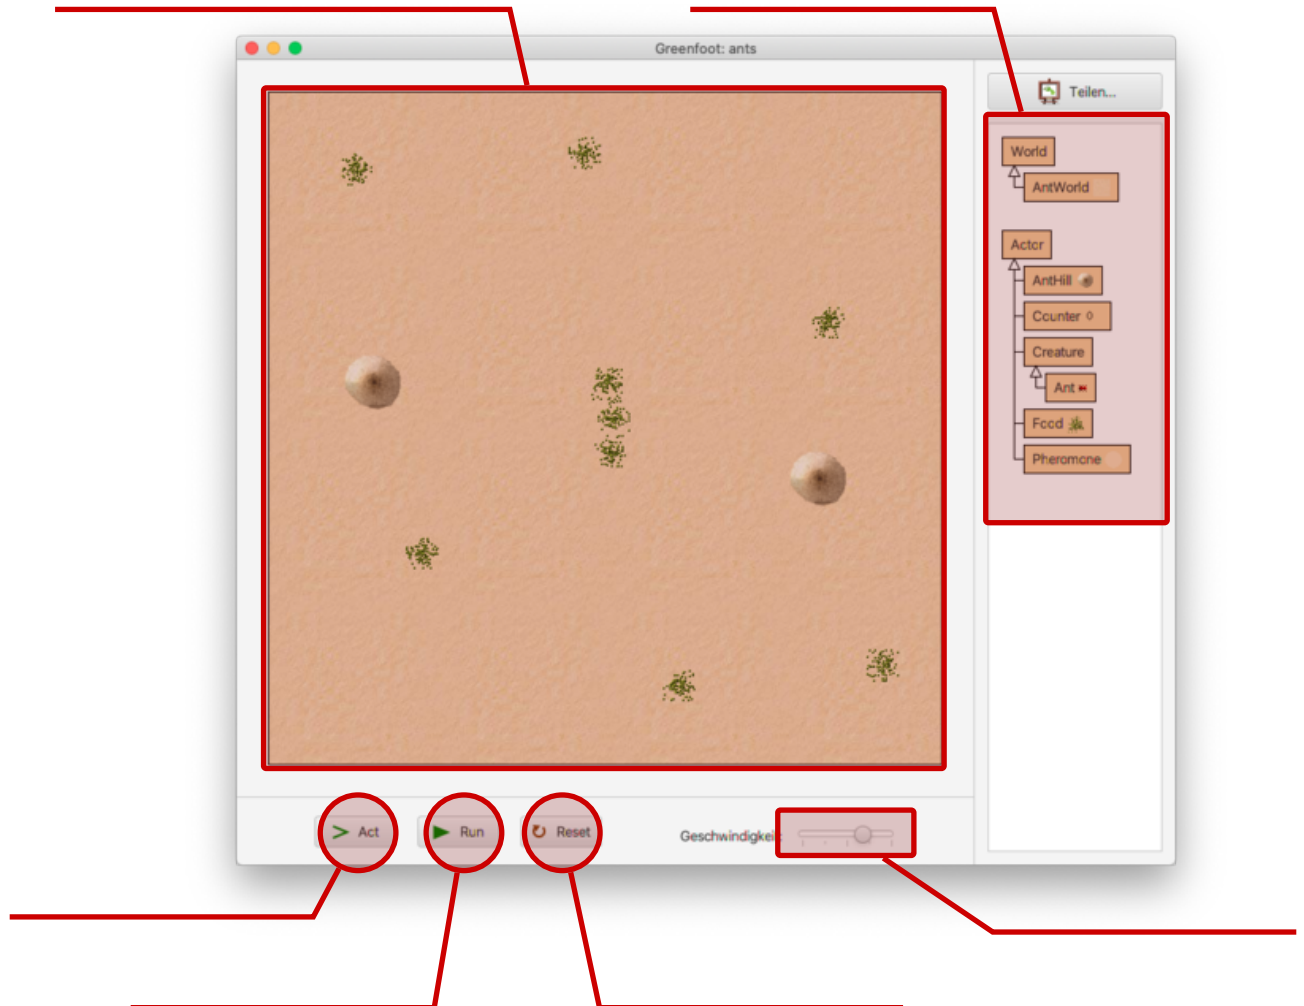 Greenfoot: ants
Teilen...
World
AntWorld
Actor
AntHill
Counter 0
Creature
Ant
Food
Pheromone
Act
Run
Reset
Geschwindigkeit: